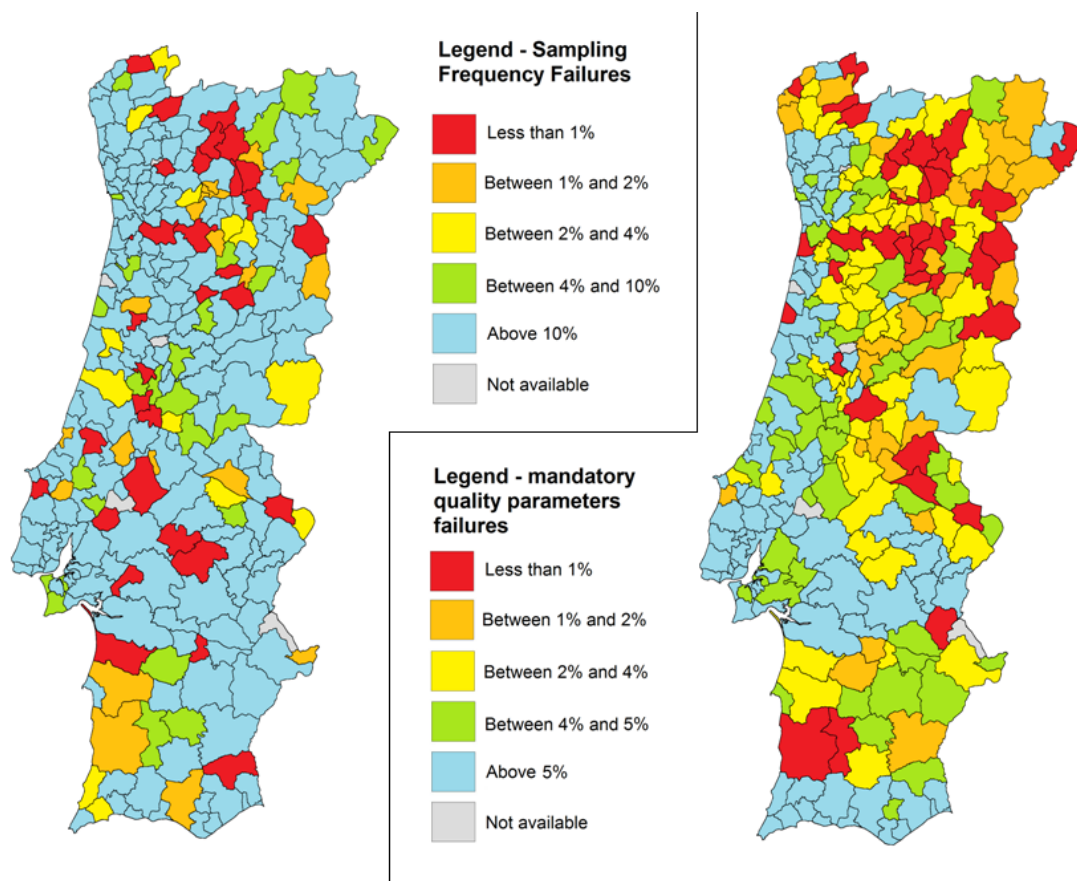 Legend - Sampling
Frequency Failures
Less than 1%
Between 1% and 2%
Between 2% and 4%
Between 4% and 10%
Above 10%
Not available
Legend - mandatory
quality parameters
failures
Less than 1%
Between 1% and 2%
Between 2% and 4%
Between 4% and 5%
Above 5%
Not available